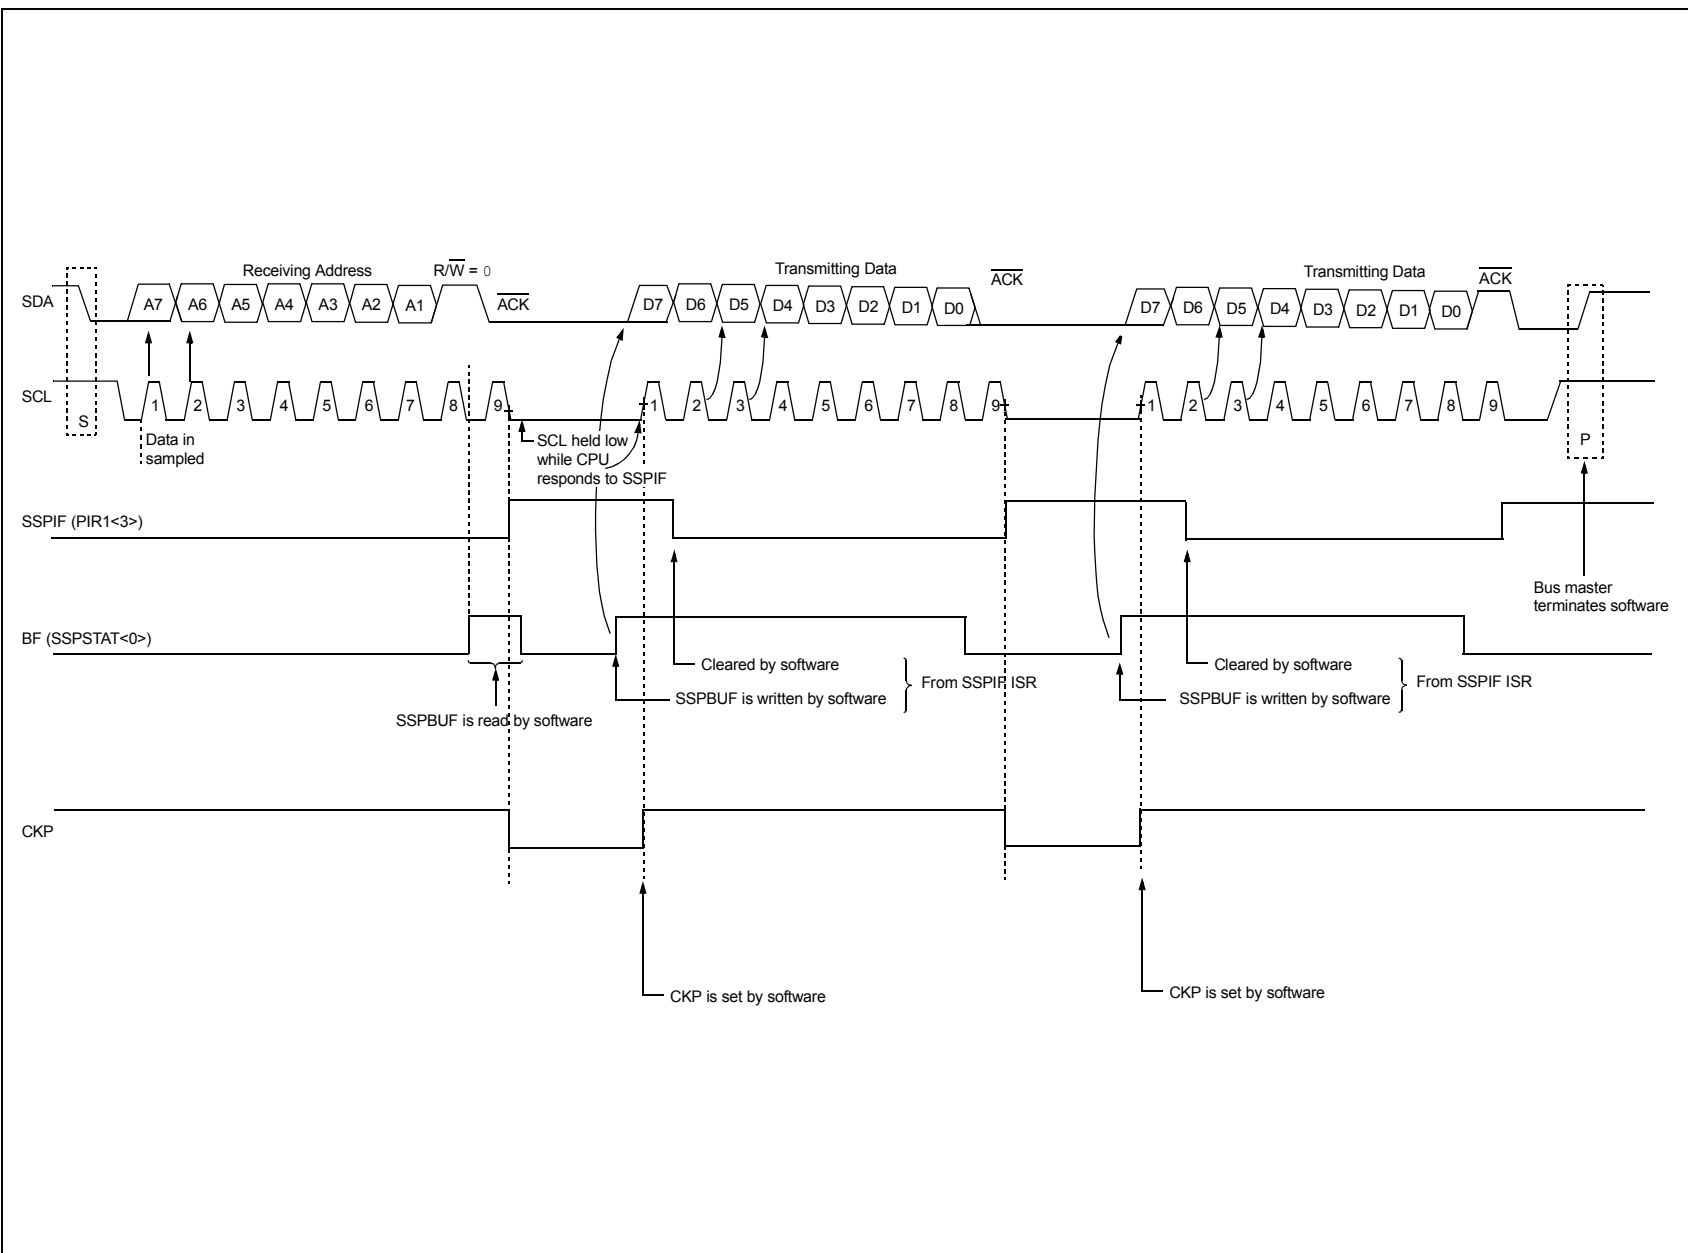 Receiving Address R/W = 0 Transmitting Data ACK Transmitting Data ACK
SDA A7 A6 A5 A4 A3 A2 A1 ACK D7 D6 D5 D4 D3 D2 D1 D0 D7 D6 D5 D4 D3 D2 D1 D0
SCL 1 2 3 4 5 6 7 8 9 1 2 3 4 5 6 7 8 9 1 2 3 4 5 6 7 8 9
S
P
Data in
sampled
SCL held low
while CPU
responds to SSPIF
SSPIF (PIR1<3>)
Bus master
terminates software
BF (SSPSTAT<0>)
Cleared by software
SSPBUF is written by software
From SSPIF ISR
Cleared by software
SSPBUF is written by software
From SSPIF ISR
SSPBUF is read by software
CKP
CKP is set by software
CKP is set by software